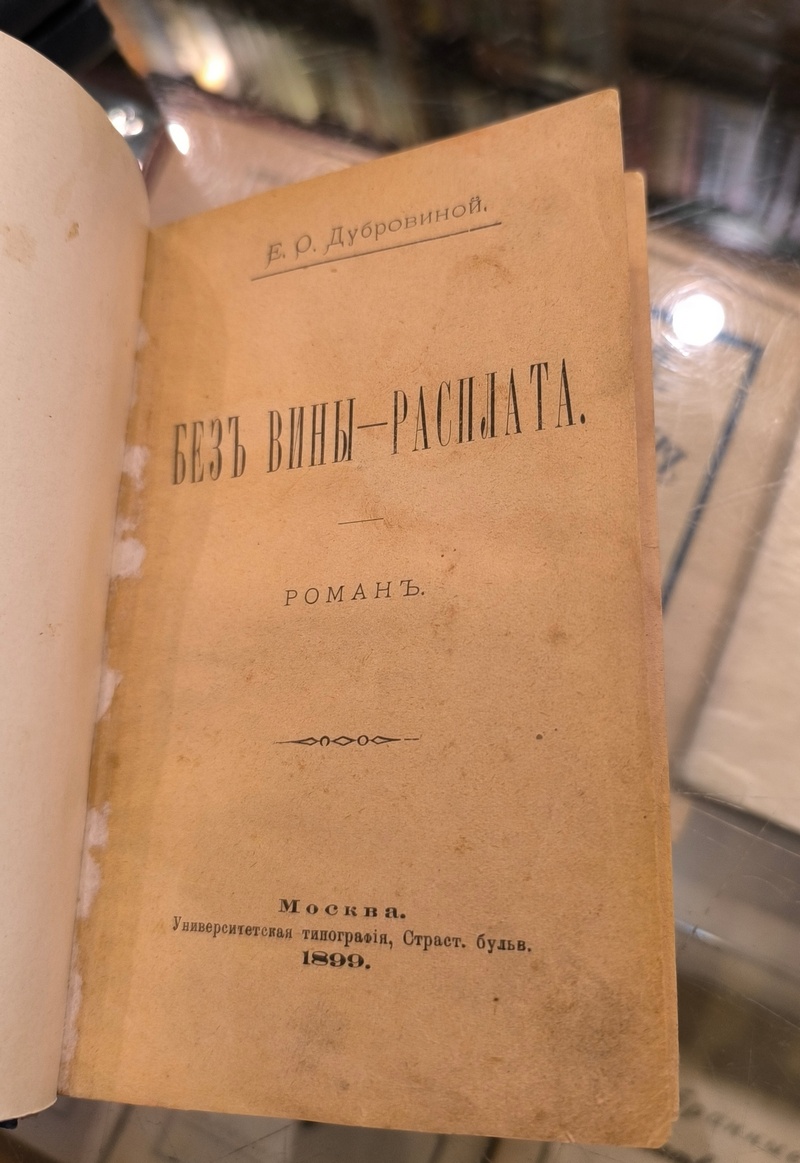 Е. О. Дубровиной.
БЕЗЪ ВИНЫ—РАСПЛАТА.
РОМАНЪ.
Москва.
Университетская типографія, Страст. бульв.
1899.